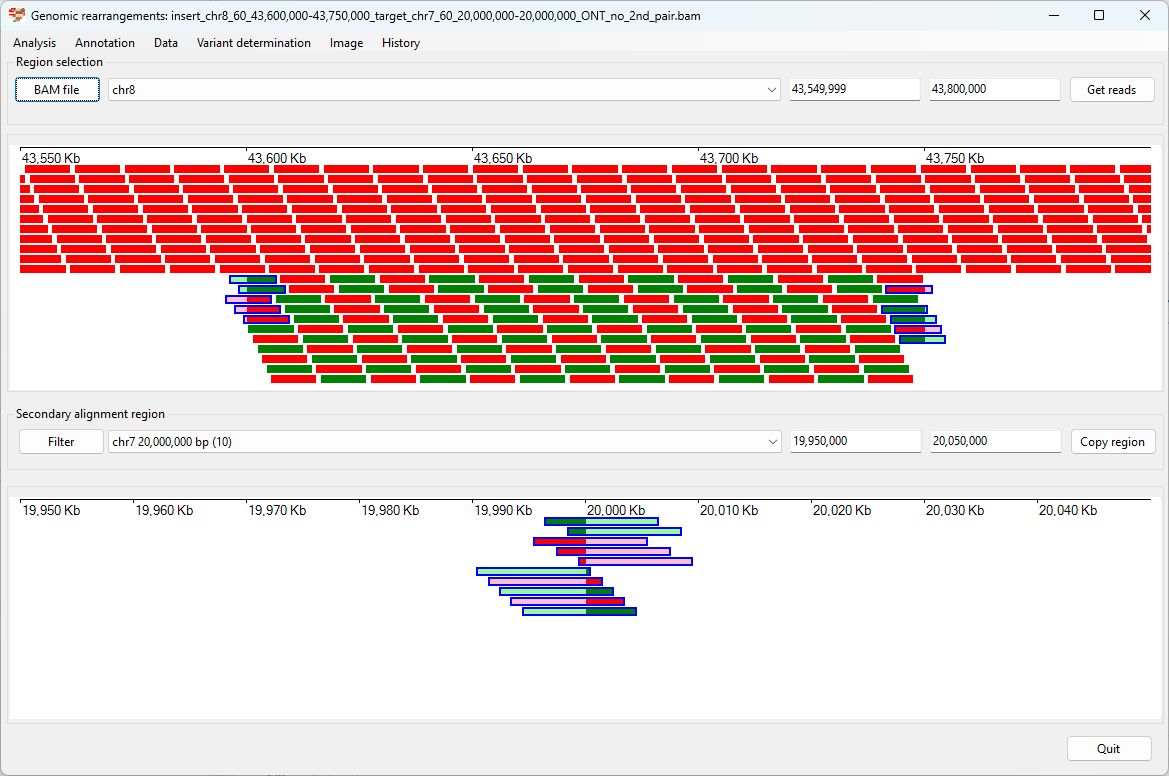 Genomic rearrangements: insert_chr8_60_43,600,000-43,750,000_target_chr7_60_20,000,000-20,000,000_ONT_no_2nd_pair.bam
Analysis Annotation Data Variant determination Image History
Region selection
BAM file chr8 43,549,999 43,800,000 Get reads
43,550 Kb 43,600 Kb 43,650 Kb 43,700 Kb 43,750 Kb
Secondary alignment region
Filter chr7 20,000,000 bp (10) 19,950,000 20,050,000 Copy region
19,950 Kb 19,960 Kb 19,970 Kb 19,980 Kb 19,990 Kb 20,000 Kb 20,010 Kb 20,020 Kb 20,030 Kb 20,040 Kb
Quit